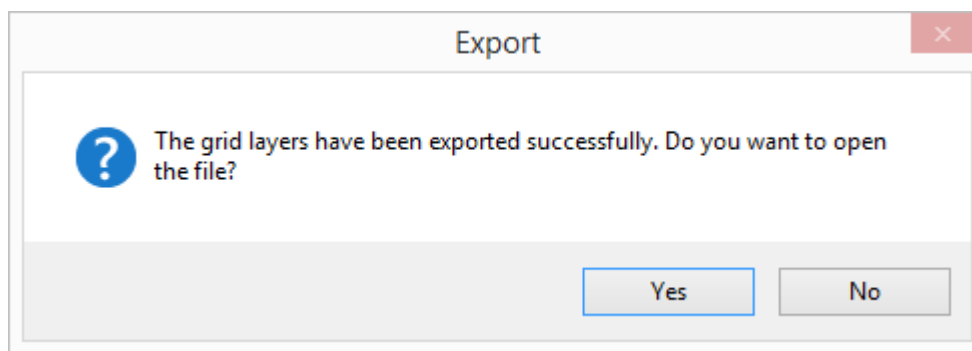 Export
The grid layers have been exported successfully. Do you want to open
the file?
Yes
No